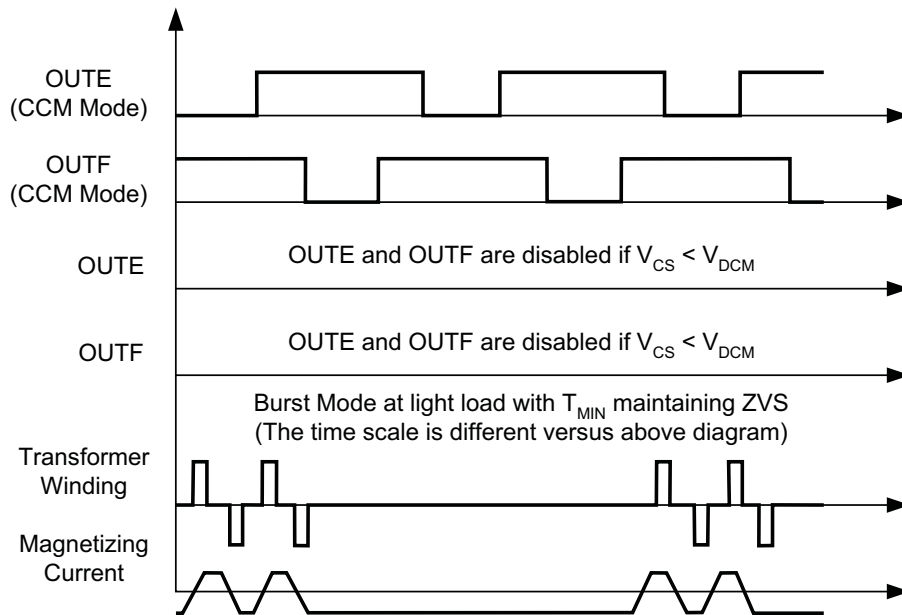 OUTE
(CCM Mode)
OUTF
(CCM Mode)
OUTE
OUTE and OUTF are disabled if V_CS < V_DCM
OUTF
OUTE and OUTF are disabled if V_CS < V_DCM
Burst Mode at light load with T_MIN maintaining ZVS
(The time scale is different versus above diagram)
Transformer
Winding
Magnetizing
Current